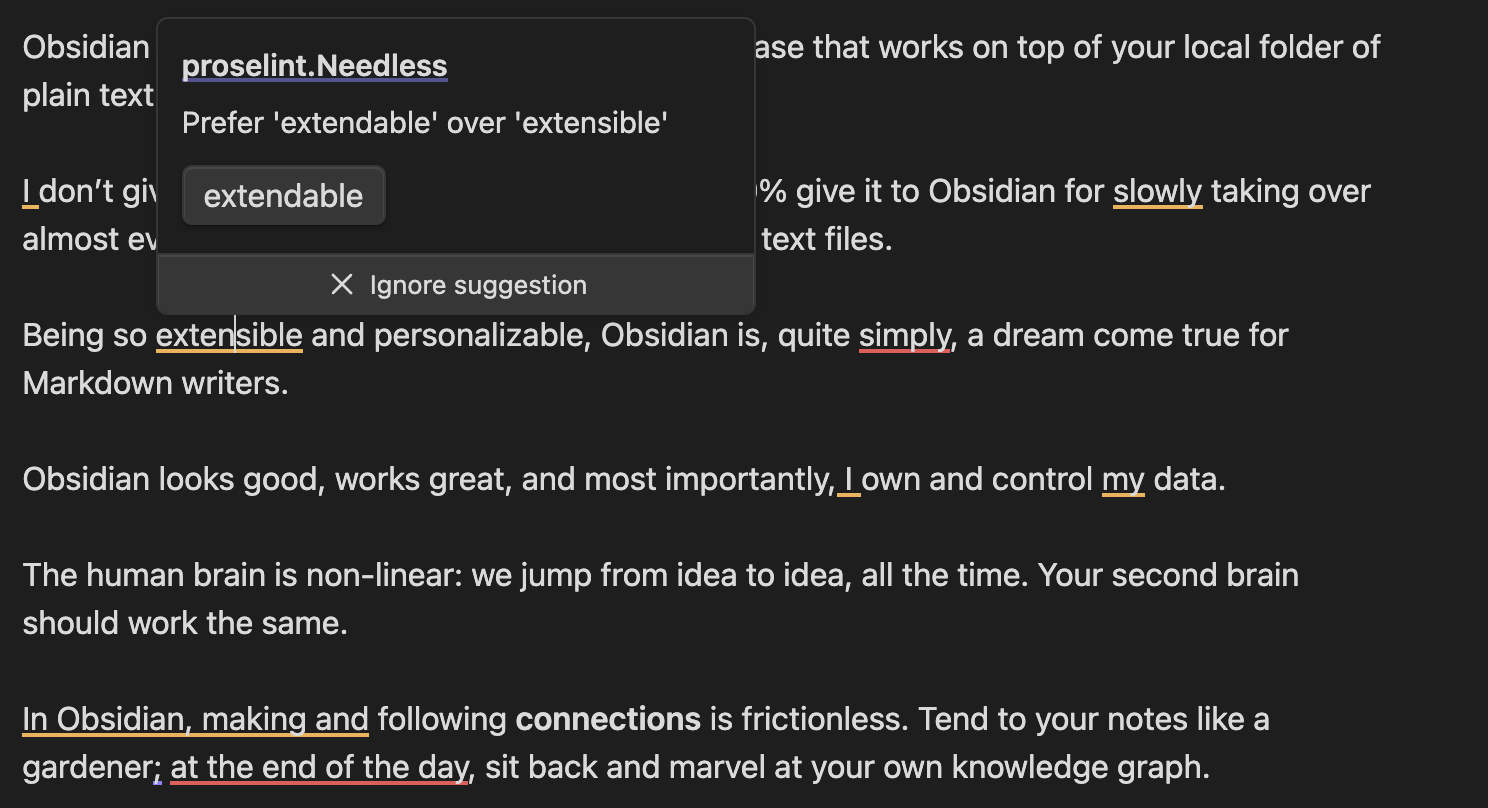 Obsidian
proselint.Needless
ase that works on top of your local folder of
plain text
Prefer 'extendable' over 'extensible'
extendable
I don’t giv
% give it to Obsidian for slowly taking over
almost ev
text files.
Ignore suggestion
Being so extensible and personalizable, Obsidian is, quite simply, a dream come true for
Markdown writers.
Obsidian looks good, works great, and most importantly, I own and control my data.
The human brain is non-linear: we jump from idea to idea, all the time. Your second brain
should work the same.
In Obsidian, making and following connections is frictionless. Tend to your notes like a
gardener; at the end of the day, sit back and marvel at your own knowledge graph.